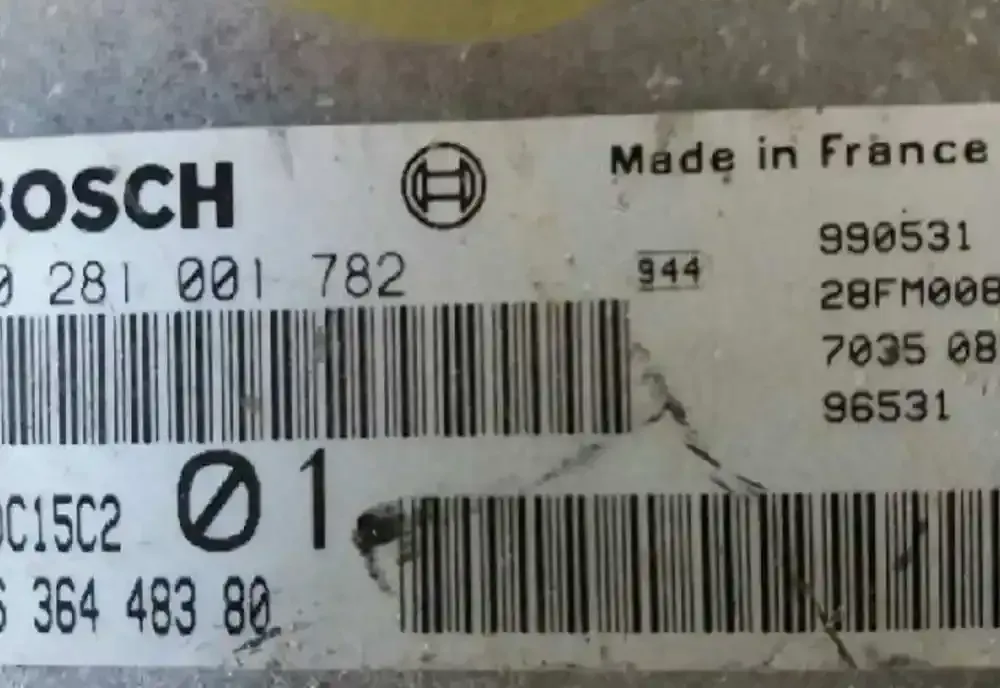 BOSCH
Made in France
0 281 001 782
944
990531
28FM008
7035 08
96531
DC15C2 01
6 364 483 80